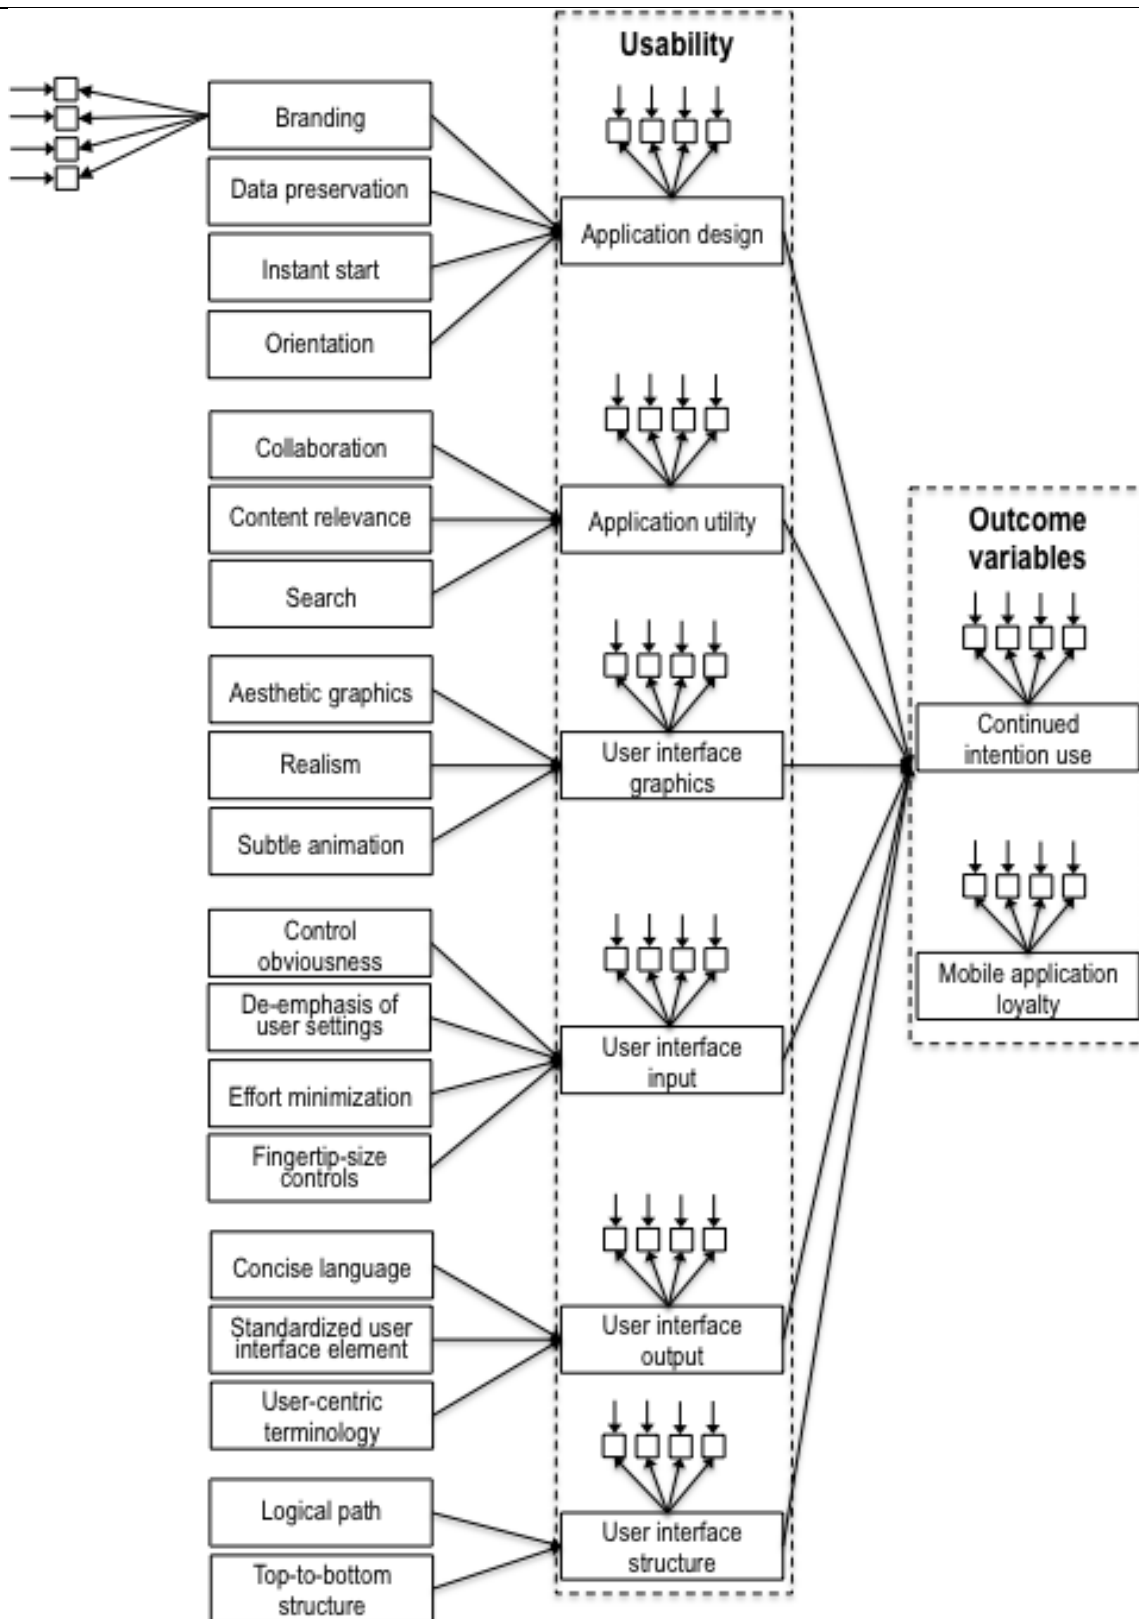 Usability
Branding
Data preservation
Instant start
Orientation
Application design
Collaboration
Content relevance
Search
Application utility
Aesthetic graphics
Realism
Subtle animation
User interface
graphics
Control
obviousness
De-emphasis of
user settings
Effort minimization
Fingertip-size
controls
User interface
input
Concise language
Standardized user
interface element
User-centric
terminology
User interface
output
Logical path
Top-to-bottom
structure
User interface
structure
Outcome
variables
Continued
intention use
Mobile application
loyalty